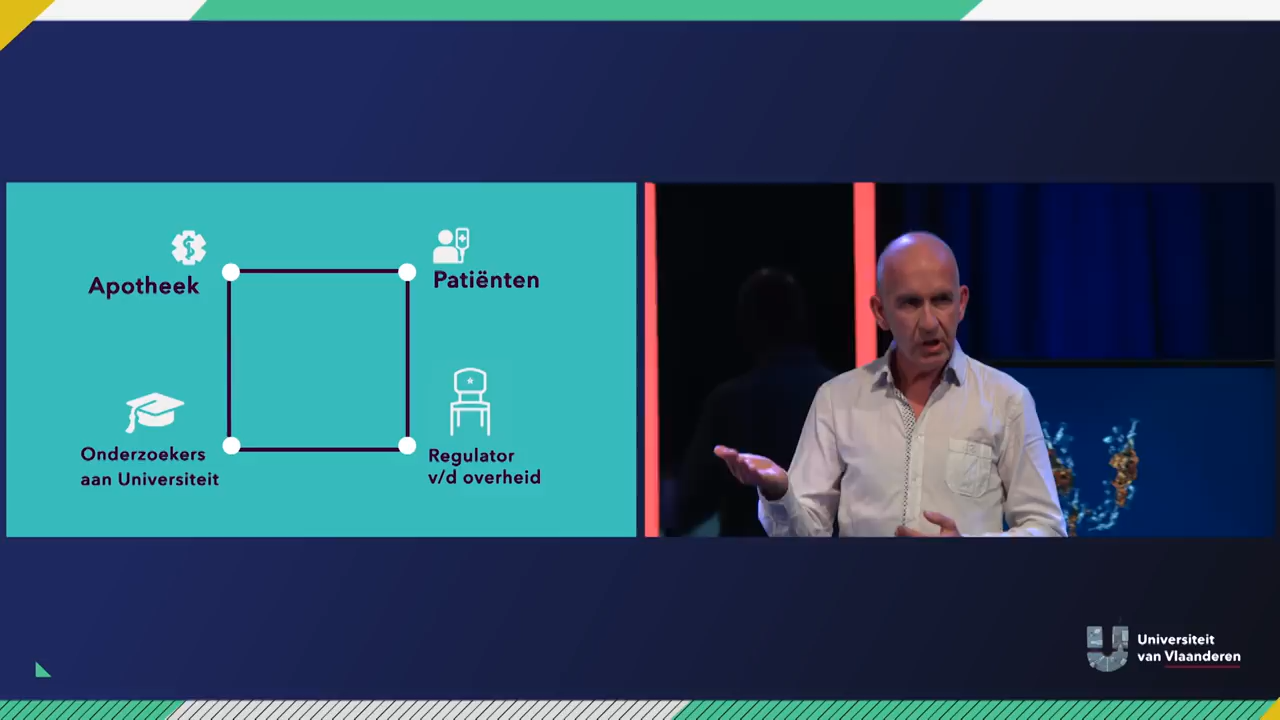 Apotheek
Patiënten
Onderzoekers
aan Universiteit
Regulator
v/d overheid
Universiteit
van Vlaanderen